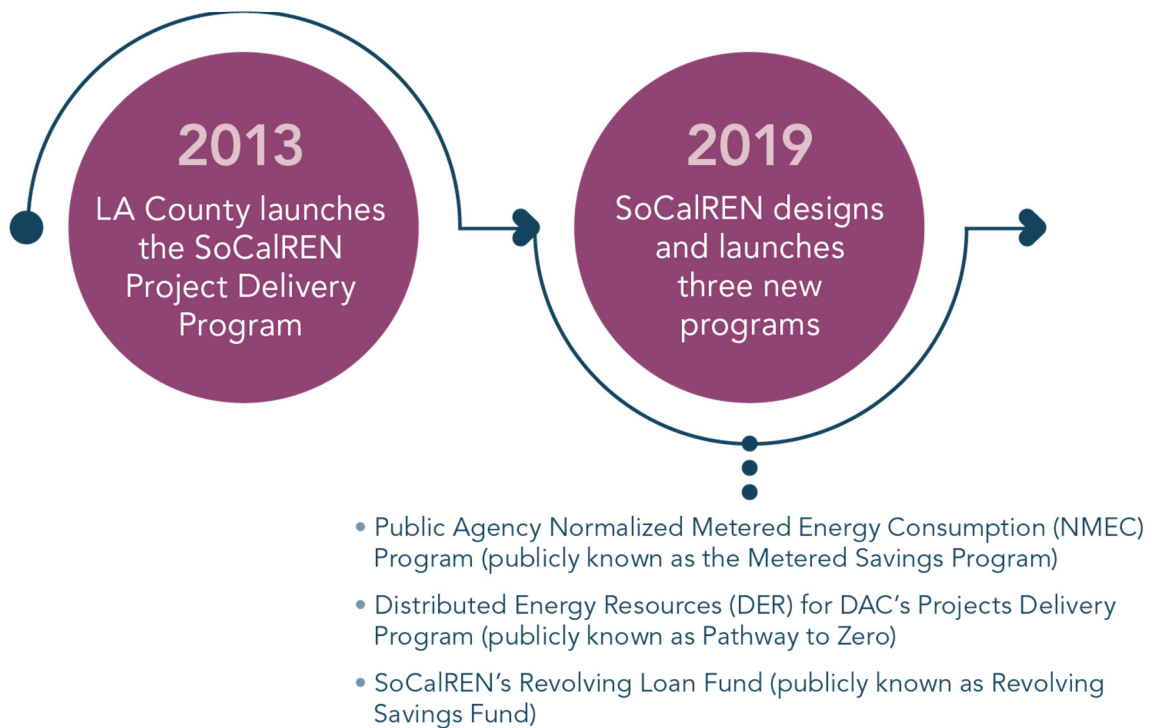 2013
LA County launches
the SoCalREN
Project Delivery
Program
2019
SoCalREN designs
and launches
three new
programs
• Public Agency Normalized Metered Energy Consumption (NMEC)
Program (publicly known as the Metered Savings Program)
• Distributed Energy Resources (DER) for DAC’s Projects Delivery
Program (publicly known as Pathway to Zero)
• SoCalREN’s Revolving Loan Fund (publicly known as Revolving
Savings Fund)